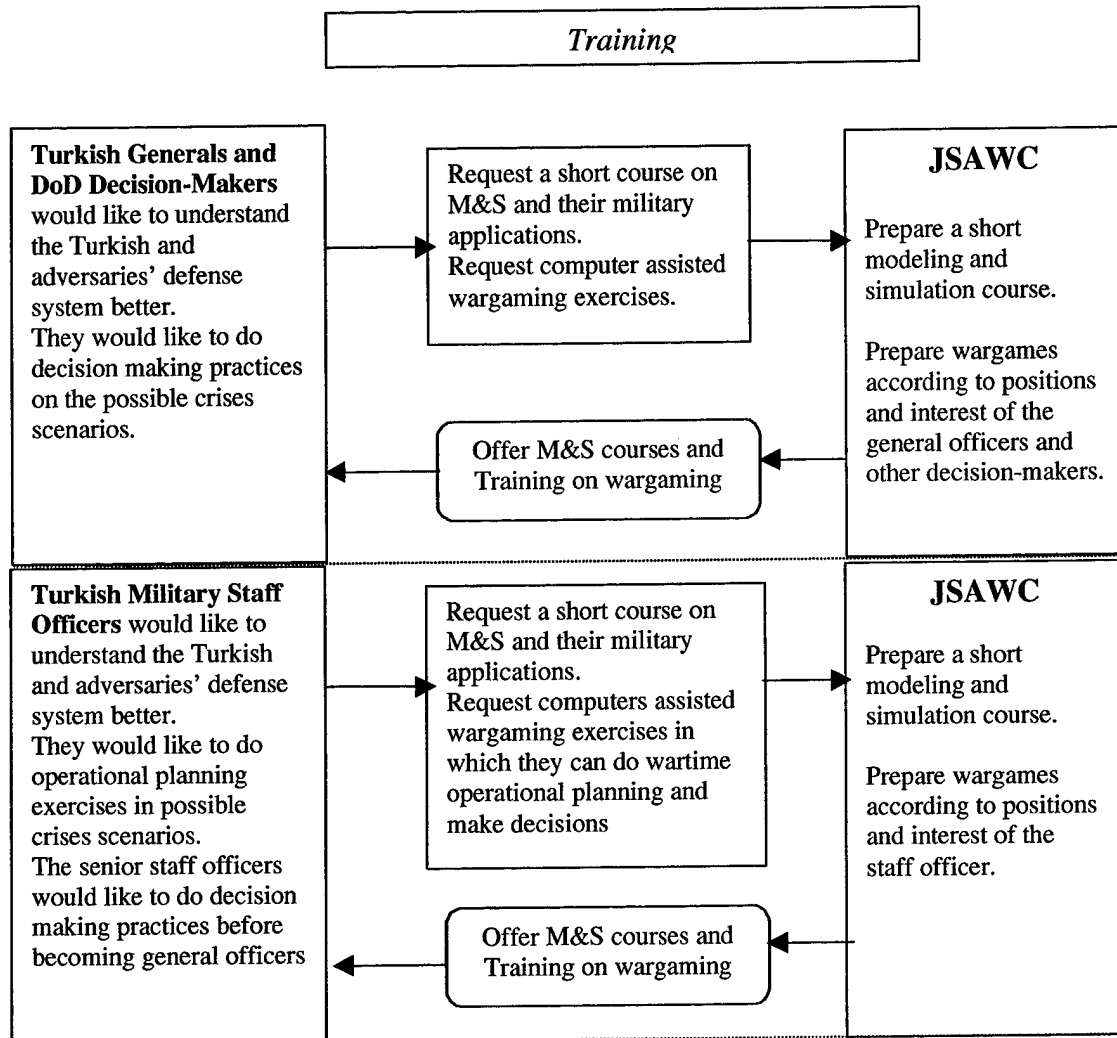 Training
Turkish Generals and
DoD Decision-Makers
would like to understand
the Turkish and
adversaries’ defense
system better.
They would like to do
decision making practices
on the possible crises
scenarios.
Request a short course on
M&S and their military
applications.
Request computer assisted
wargaming exercises.
JSAWC
Prepare a short
modeling and
simulation course.
Prepare wargames
according to positions
and interest of the
general officers and
other decision-makers.
Offer M&S courses and
Training on wargaming
Turkish Military Staff
Officers would like to
understand the Turkish
and adversaries’ defense
system better.
They would like to do
operational planning
exercises in possible
crises scenarios.
The senior staff officers
would like to do decision
making practices before
becoming general officers
Request a short course on
M&S and their military
applications.
Request computers assisted
wargaming exercises in
which they can do wartime
operational planning and
make decisions
JSAWC
Prepare a short
modeling and
simulation course.
Prepare wargames
according to positions
and interest of the
staff officer.
Offer M&S courses and
Training on wargaming